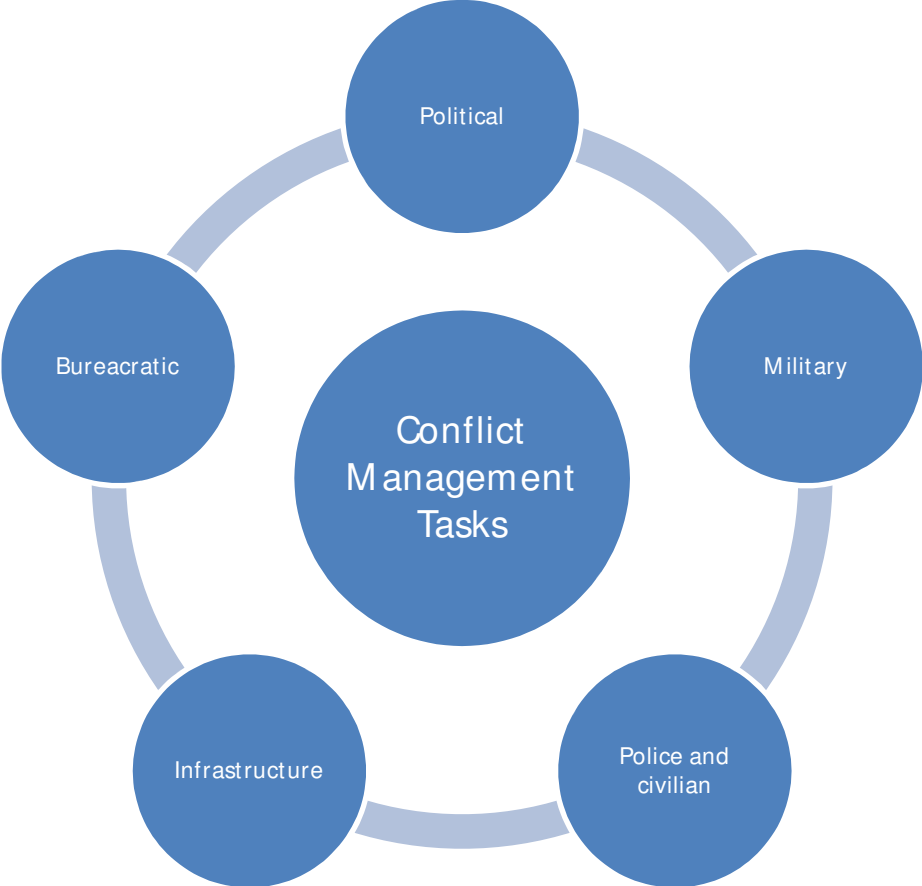 Political
Bureacratic
Military
Conflict
Management
Tasks
Infrastructure
Police and
civilian